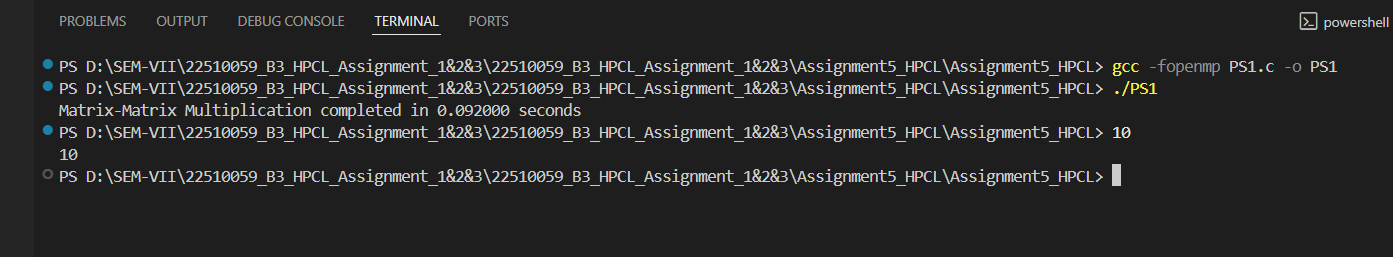 PROBLEMS OUTPUT DEBUG CONSOLE TERMINAL PORTS powershell
PS D:\SEM-VII\22510059_B3_HPCL_Assignment_1&2&3\22510059_B3_HPCL_Assignment_1&2&3\Assignment5_HPCL\Assignment5_HPCL> gcc -fopenmp PS1.c -o PS1
PS D:\SEM-VII\22510059_B3_HPCL_Assignment_1&2&3\22510059_B3_HPCL_Assignment_1&2&3\Assignment5_HPCL\Assignment5_HPCL> ./PS1
Matrix-Matrix Multiplication completed in 0.092000 seconds
PS D:\SEM-VII\22510059_B3_HPCL_Assignment_1&2&3\22510059_B3_HPCL_Assignment_1&2&3\Assignment5_HPCL\Assignment5_HPCL> 10
10
PS D:\SEM-VII\22510059_B3_HPCL_Assignment_1&2&3\22510059_B3_HPCL_Assignment_1&2&3\Assignment5_HPCL\Assignment5_HPCL>